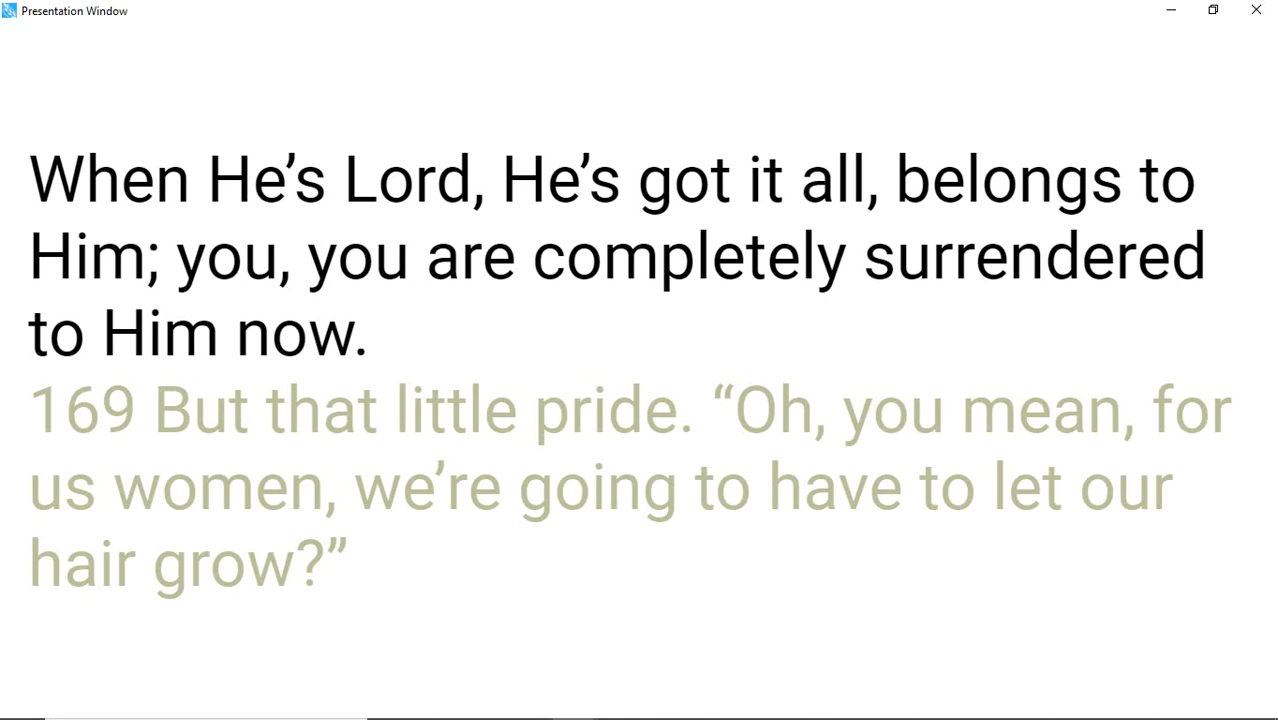 Presentation Window
When He’s Lord, He’s got it all, belongs to
Him; you, you are completely surrendered
to Him now.
169 But that little pride. “Oh, you mean, for
us women, we’re going to have to let our
hair grow?”